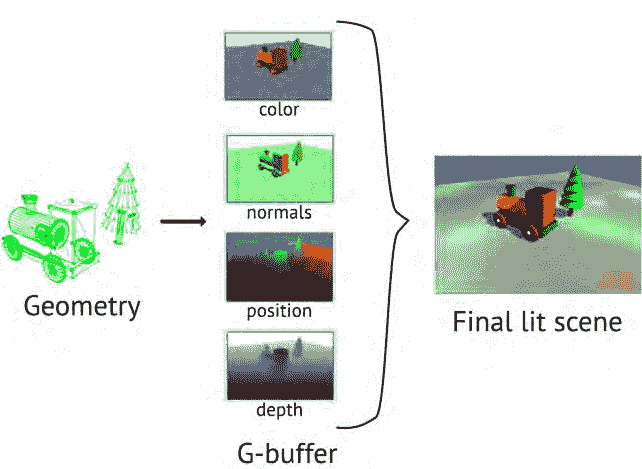 Geometry
color
normals
position
depth
G-buffer
Final lit scene